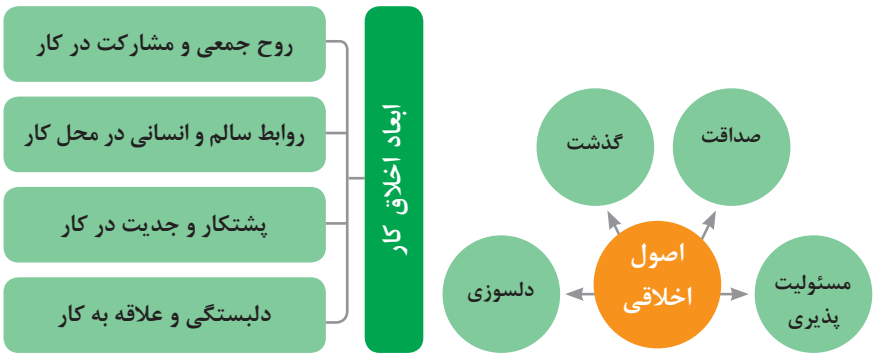 صداقت
گذشت
اصول
اخلاقی
مسئولیت
پذیری
دلسوزی
ابعاد اخلاق کار
روح جمعی و مشارکت در کار
روابط سالم و انسانی در محل کار
پشتکار و جدیت در کار
دلبستگی و علاقه به کار